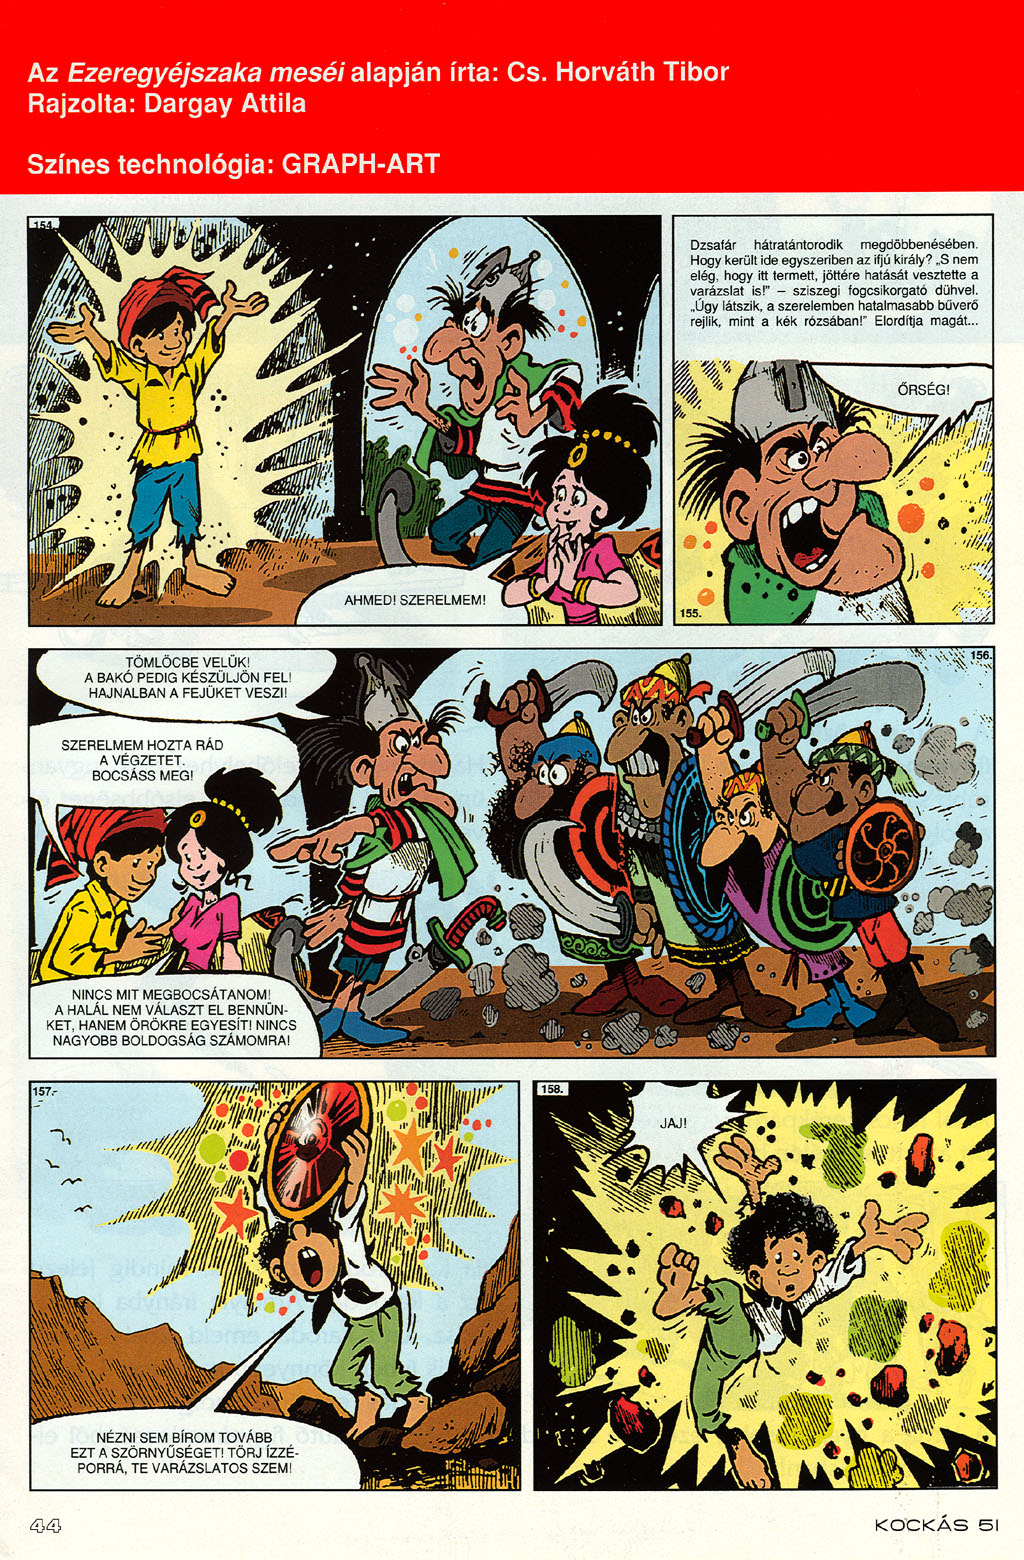 Az Ezeregyéjszaka meséi alapján írta: Cs. Horváth Tibor
Rajzolta: Dargay Attila
Színes technológia: GRAPH-ART
154.
AHMED! SZERELMEM!
Dzsafár hátratántorodik megdöbbenésében.
Hogy került ide egyszeriben az ifjú király? „S nem
elég, hogy itt termett, jöttére hatását vesztette a
varázslat is!” – sziszegi fogcsikorgató dühvel.
„Úgy látszik, a szerelemben hatalmasabb bűverő
rejlik, mint a kék rózsában!” Elordítja magát...
ŐRSÉG!
155.
TÖMLÖCBE VELÜK!
A BAKÓ PEDIG KÉSZÜLJÖN FEL!
HAJNALBAN A FEJÜKET VESZI!
156.
SZERELMEM HOZTA RÁD
A VÉGZETET.
BOCSÁSS MEG!
NINCS MIT MEGBOCSÁTANOM!
A HALÁL NEM VÁLASZT EL BENNÜN-
KET, HANEM ÖRÖKRE EGYESÍT! NINCS
NAGYOBB BOLDOGSÁG SZÁMOMRA!
157.
NÉZNI SEM BÍROM TOVÁBB
EZT A SZÖRNYŰSÉGET! TÖRJ ÍZZÉ-
PORRÁ, TE VARÁZSLATOS SZEM!
158.
JAJ!
44
KOCKÁS 51